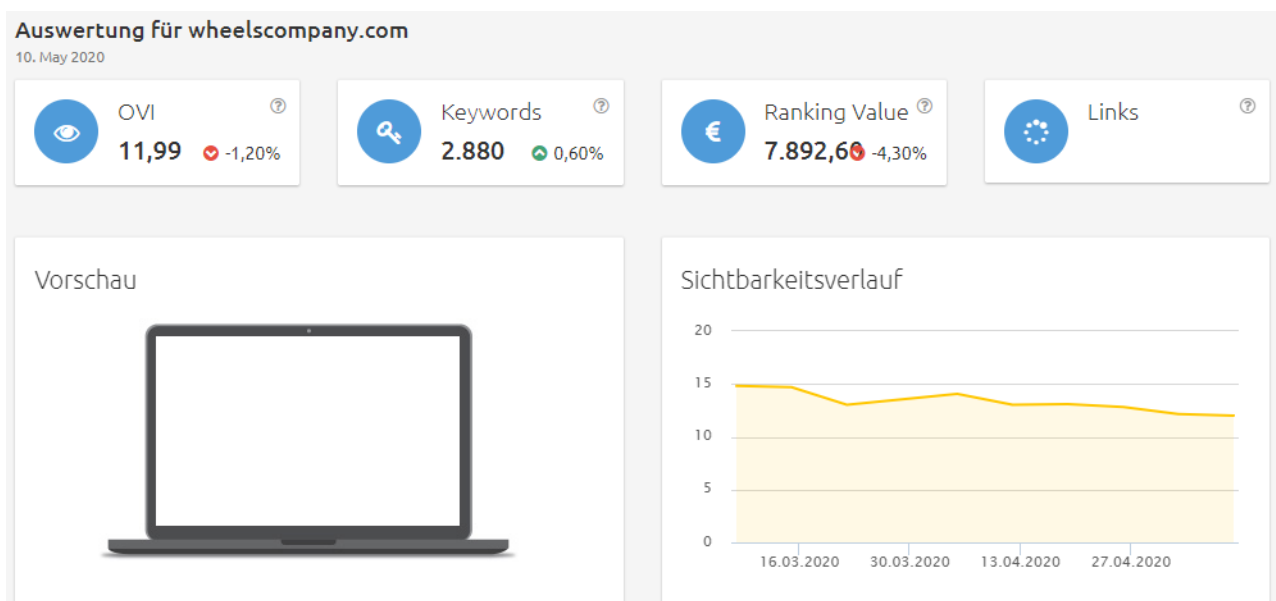 Auswertung für wheelscompany.com
10. May 2020
OVI
11,99 -1,20%
Keywords
2.880 0,60%
Ranking Value
€
7.892,60 -4,30%
Links
Vorschau
Sichtbarkeitsverlauf
20
15
10
5
0
16.03.2020 30.03.2020 13.04.2020 27.04.2020